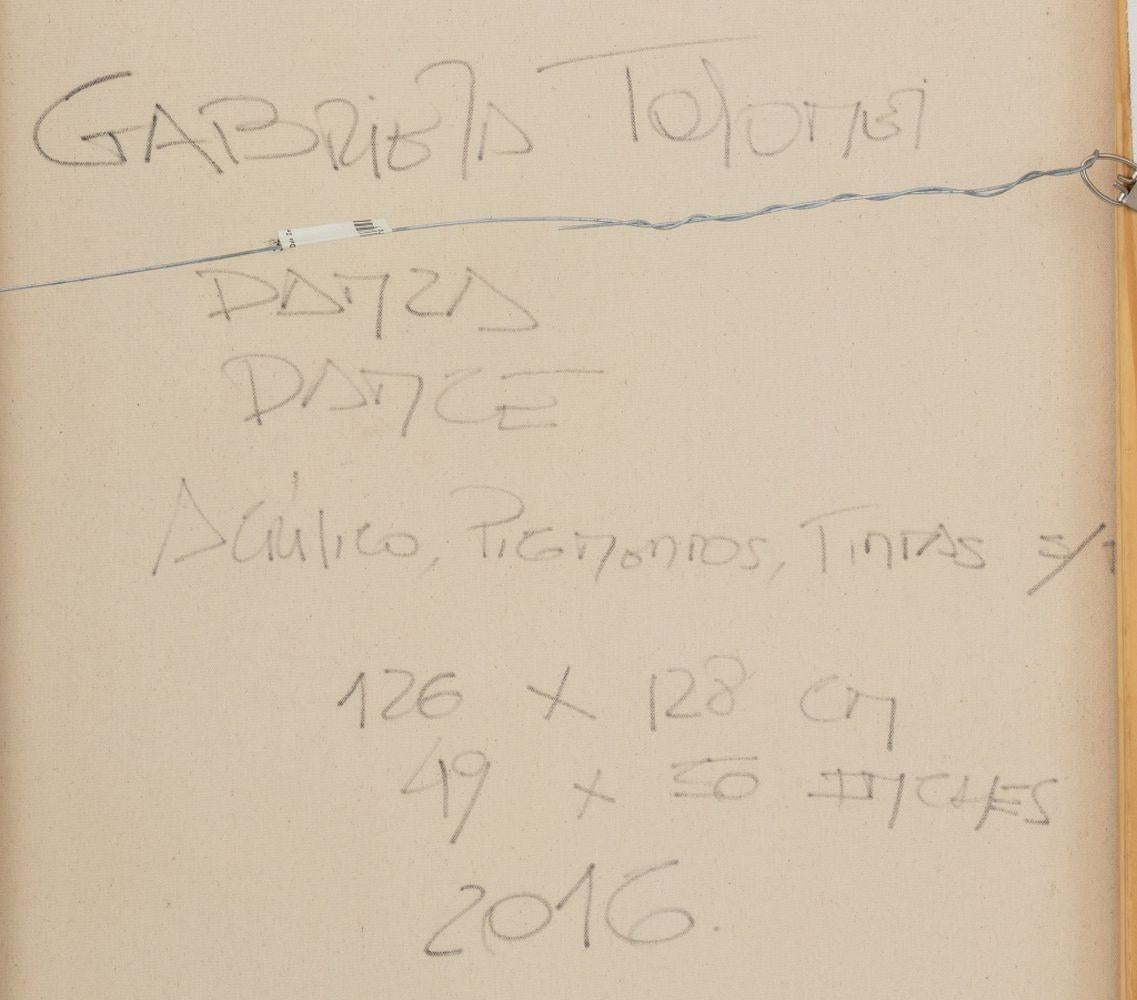 GABRIELA TOLOMEI
DANZA
DANCE
ACRÍLICO, PIGMENTOS, TINTAS S/T
126 X 128 CM
49 X 50 INCHES
2016.